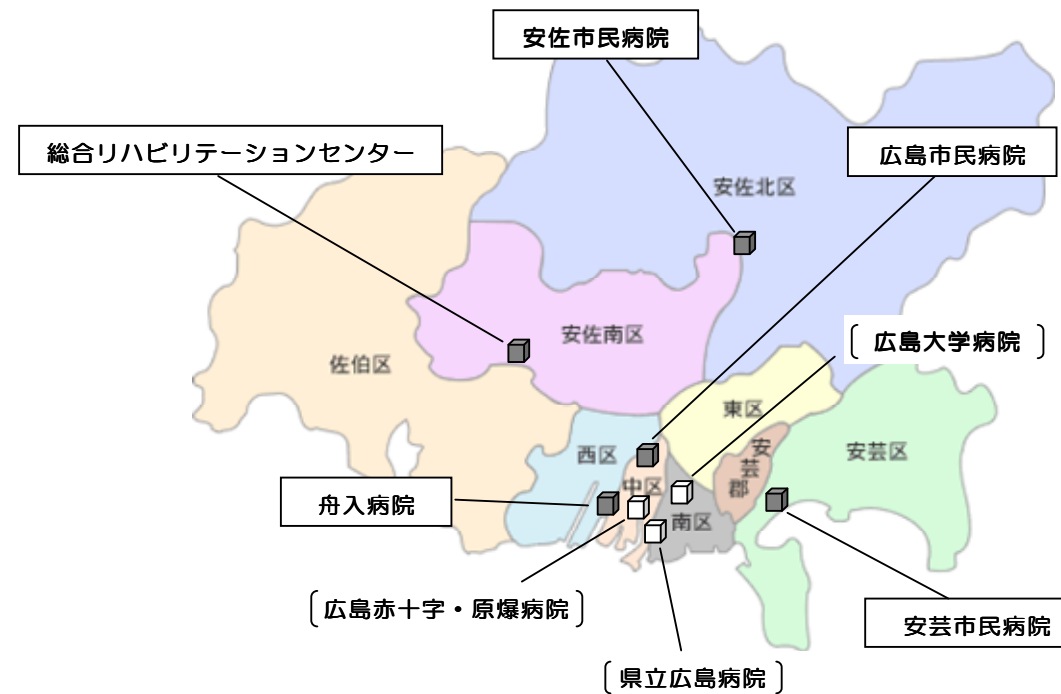 安佐市民病院
総合リハビリテーションセンター
広島市民病院
安佐北区
安佐南区
〔 広島大学病院 〕
佐伯区
東区
西区
安芸郡
安芸区
中区
舟入病院
南区
〔広島赤十字・原爆病院〕
安芸市民病院
〔県立広島病院〕